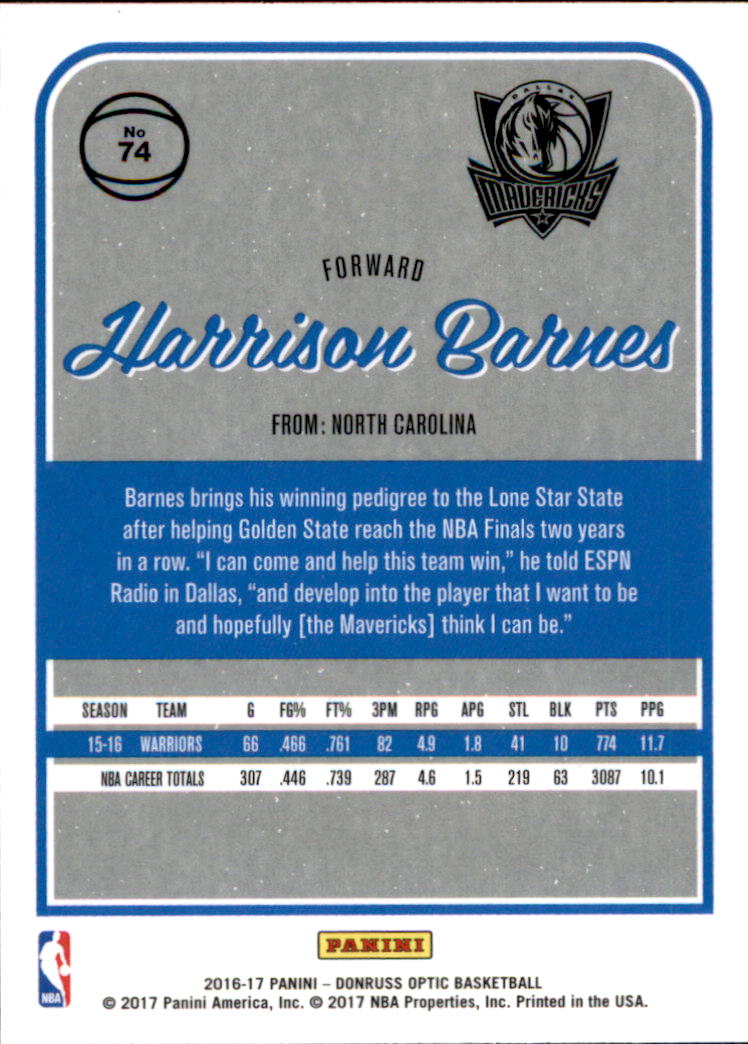 No
74
DALLAS
MAVERICKS
FORWARD
Harrison Barnes
FROM: NORTH CAROLINA
Barnes brings his winning pedigree to the Lone Star State
after helping Golden State reach the NBA Finals two years
in a row. “I can come and help this team win,” he told ESPN
Radio in Dallas, “and develop into the player that I want to be
and hopefully [the Mavericks] think I can be.”
SEASON TEAM G FG% FT% 3PM RPG APG STL BLK PTS PPG
15-16 WARRIORS 66 .466 .761 82 4.9 1.8 41 10 774 11.7
NBA CAREER TOTALS 307 .446 .739 287 4.6 1.5 219 63 3087 10.1
PANINI
NBA
2016-17 PANINI – DONRUSS OPTIC BASKETBALL
© 2017 Panini America, Inc. © 2017 NBA Properties, Inc. Printed in the USA.